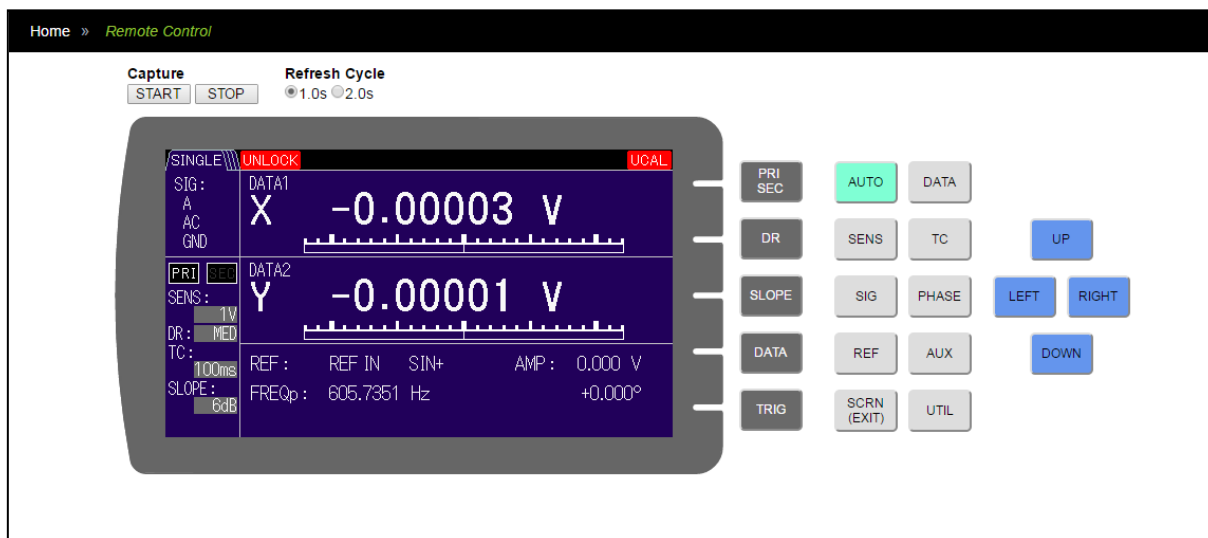 Home » Remote Control
Capture Refresh Cycle
START STOP 1.0s 2.0s
SINGLE UNLOCK UCAL
SIG: DATA1
A X -0.00003 V
AC
GND
PRI SEC DATA2
SENS: Y -0.00001 V
1V
DR: MED
TC:
100ms REF: REF IN SIN+ AMP: 0.000 V
SLOPE: FREQp: 605.7351 Hz +0.000°
6dB
PRI
SEC
AUTO DATA
DR SENS TC UP
SLOPE SIG PHASE LEFT RIGHT
DATA REF AUX DOWN
TRIG SCRN
(EXIT)
UTIL